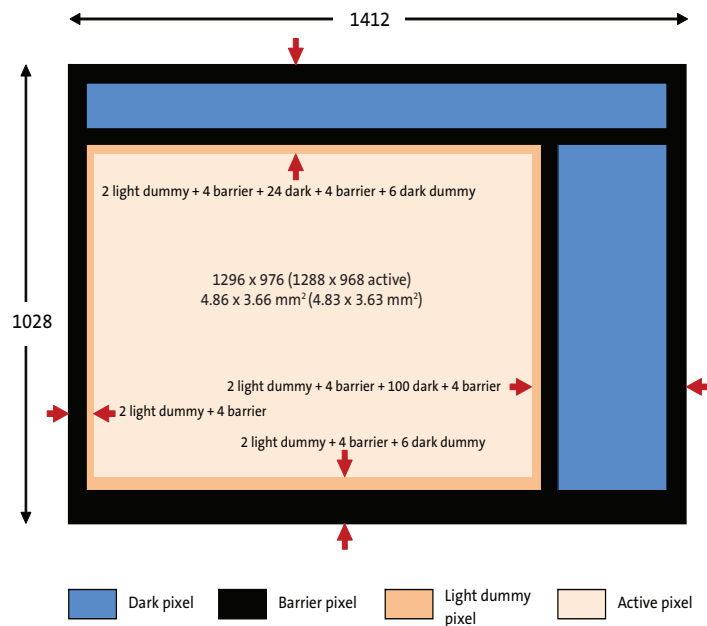 1412
2 light dummy + 4 barrier + 24 dark + 4 barrier + 6 dark dummy
1296 x 976 (1288 x 968 active)
4.86 x 3.66 mm² (4.83 x 3.63 mm²)
1028
2 light dummy + 4 barrier + 100 dark + 4 barrier
2 light dummy + 4 barrier
2 light dummy + 4 barrier + 6 dark dummy
Dark pixel
Barrier pixel
Light dummy
pixel
Active pixel